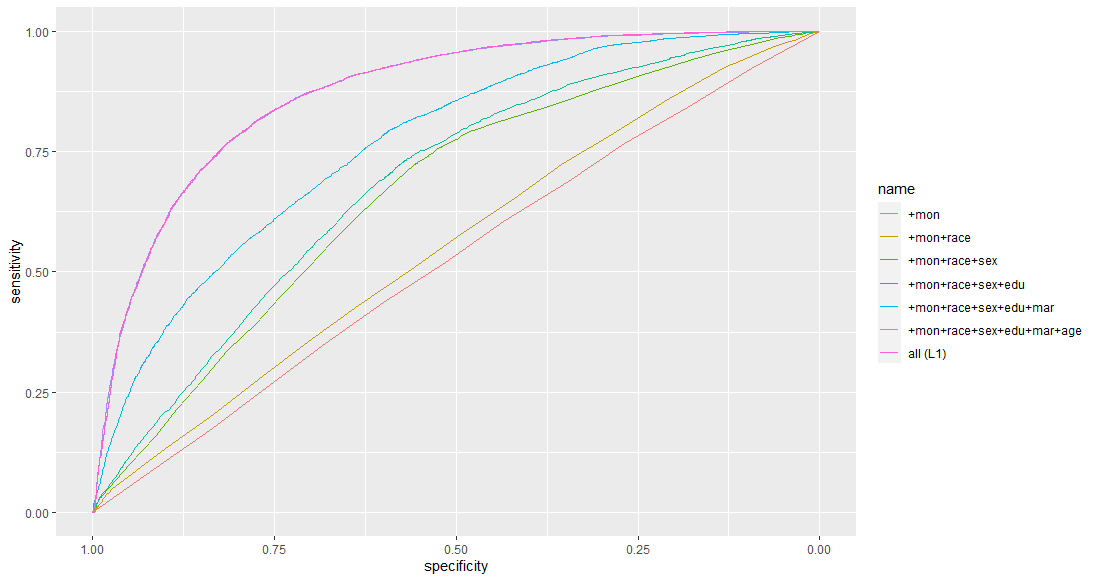 1.00
0.75
0.50
0.25
0.00
sensitivity
1.00 0.75 0.50 0.25 0.00
specificity
name
+mon
+mon+race
+mon+race+sex
+mon+race+sex+edu
+mon+race+sex+edu+mar
+mon+race+sex+edu+mar+age
all (L1)